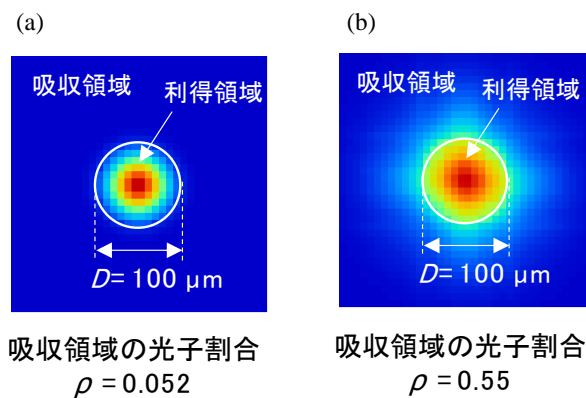 (a)
吸収領域
利得領域
D= 100 μm
吸収領域の光子割合
ρ = 0.052
(b)
吸収領域
利得領域
D= 100 μm
吸収領域の光子割合
ρ = 0.55